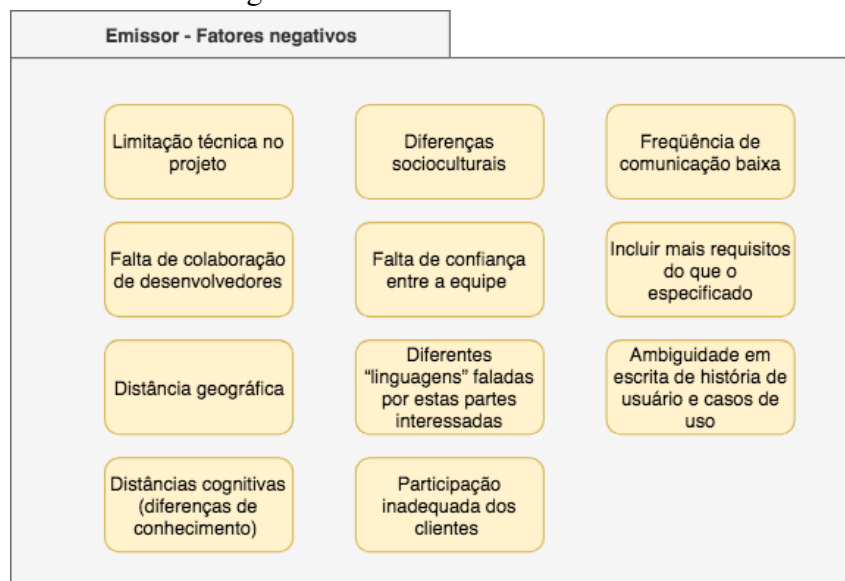 Emissor - Fatores negativos
Limitação técnica no
projeto
Diferenças
socioculturais
Freqüência de
comunicação baixa
Falta de colaboração
de desenvolvedores
Falta de confiança
entre a equipe
Incluir mais requisitos
do que o
especificado
Distância geográfica
Diferentes
“linguagens” faladas
por estas partes
interessadas
Ambiguidade em
escrita de história de
usuário e casos de
uso
Distâncias cognitivas
(diferenças de
conhecimento)
Participação
inadequada dos
clientes